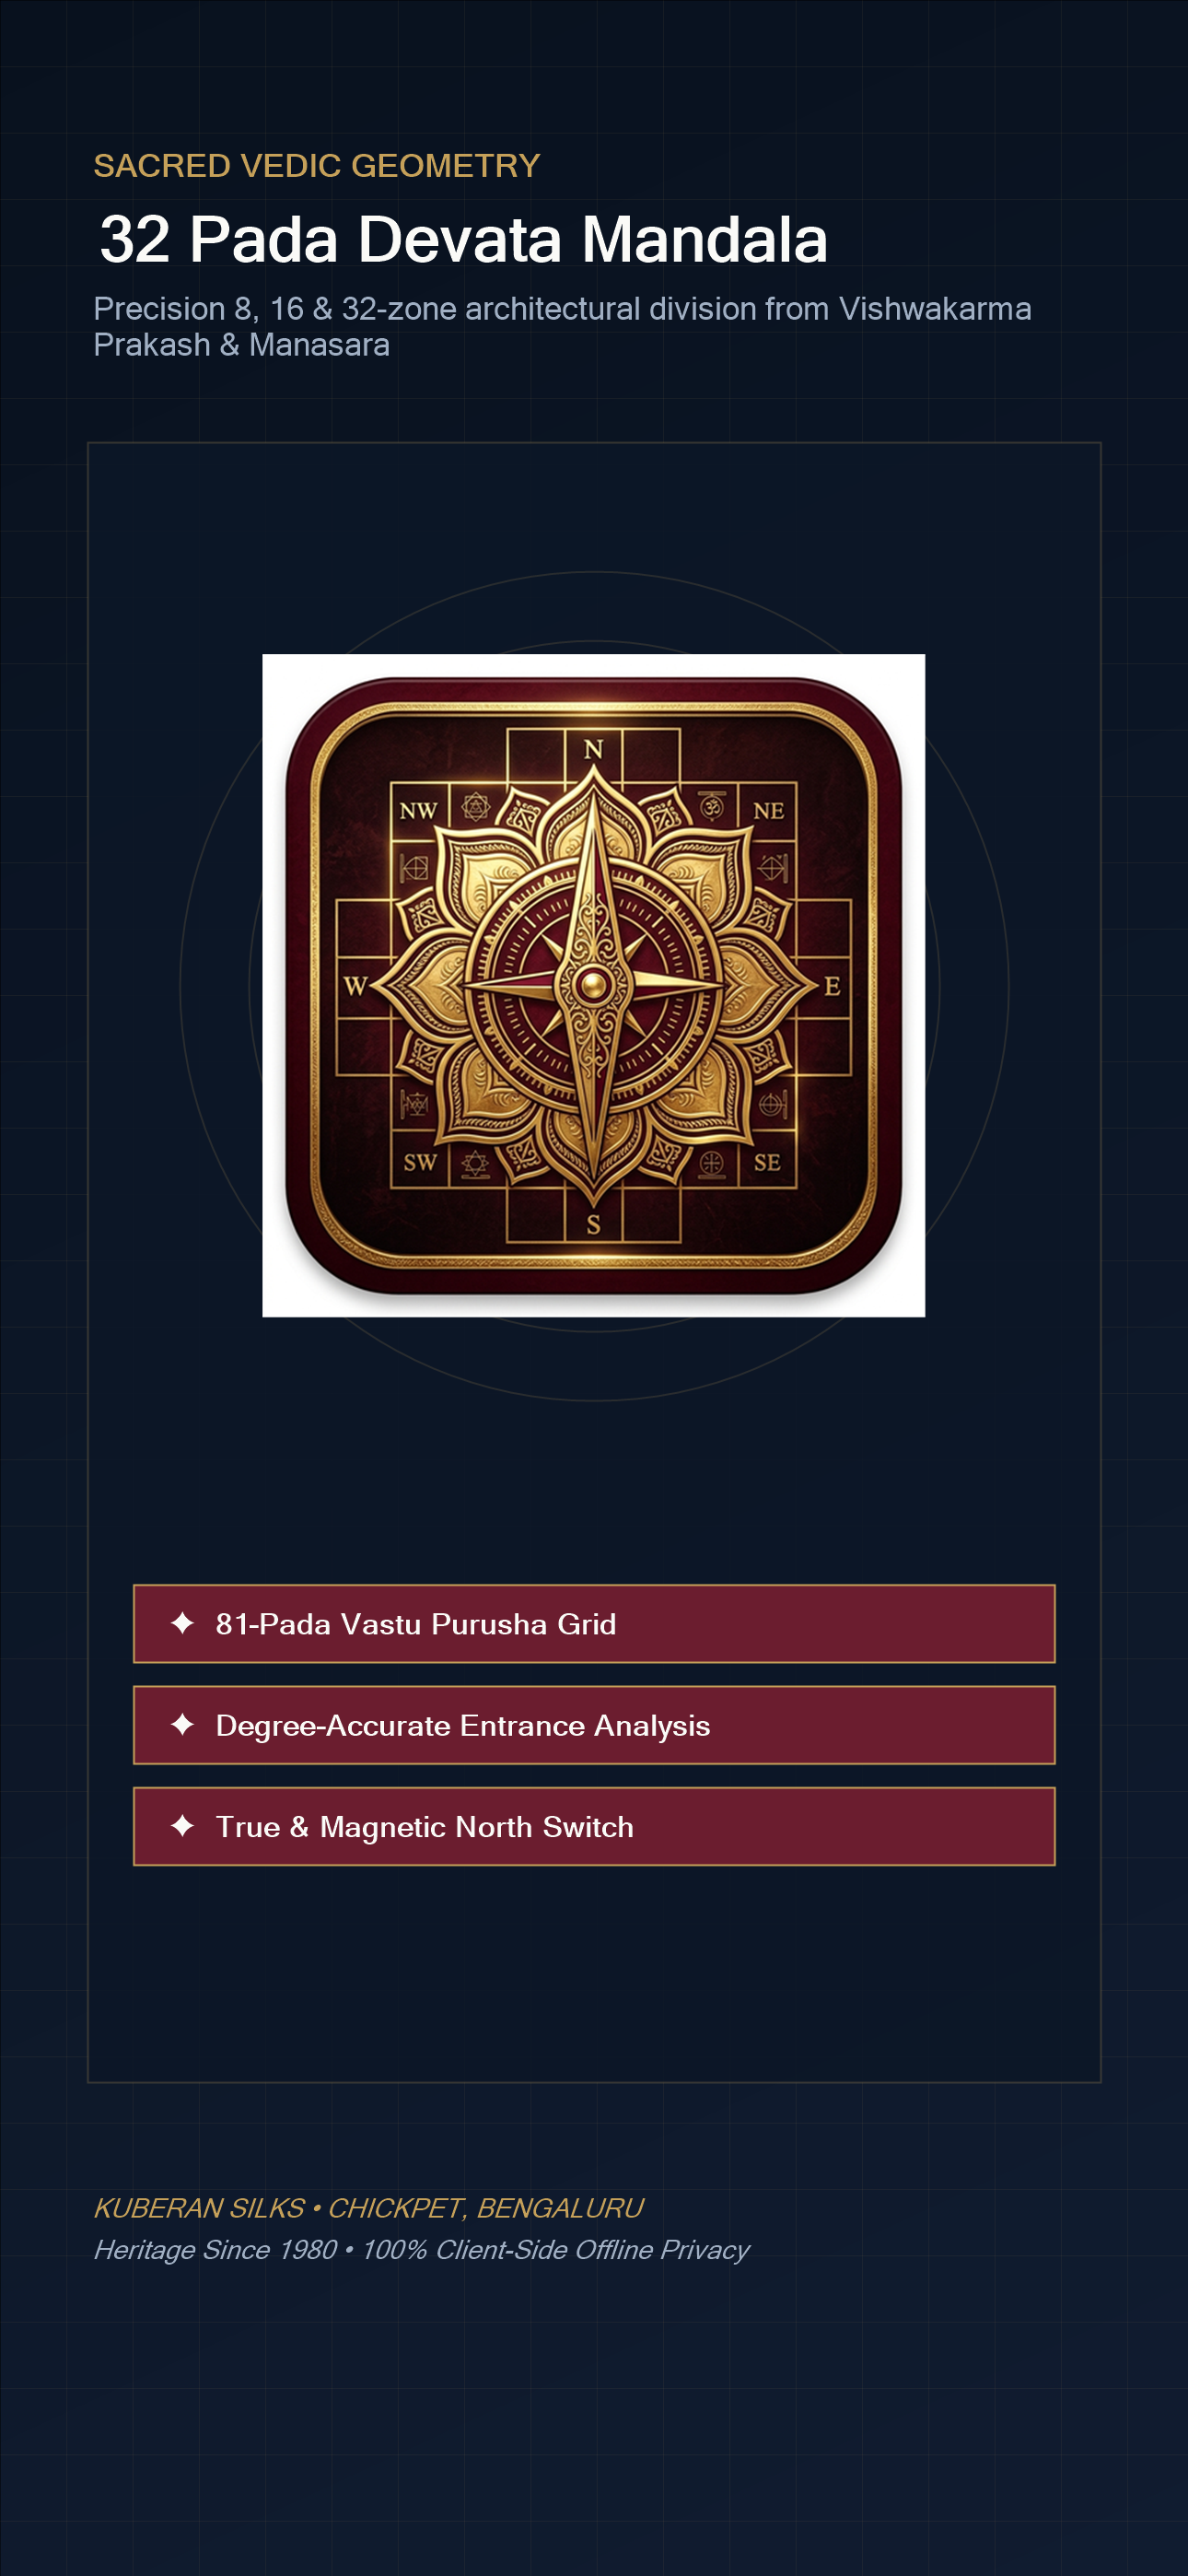 SACRED VEDIC GEOMETRY
32 Pada Devata Mandala
Precision 8, 16 & 32-zone architectural division from Vishwakarma
Prakash & Manasara
N
NW
ॐ
NE
W
E
SW
SE
S
✦ 81-Pada Vastu Purusha Grid
✦ Degree-Accurate Entrance Analysis
✦ True & Magnetic North Switch
KUBERAN SILKS • CHICKPET, BENGALURU
Heritage Since 1980 • 100% Client-Side Offline Privacy